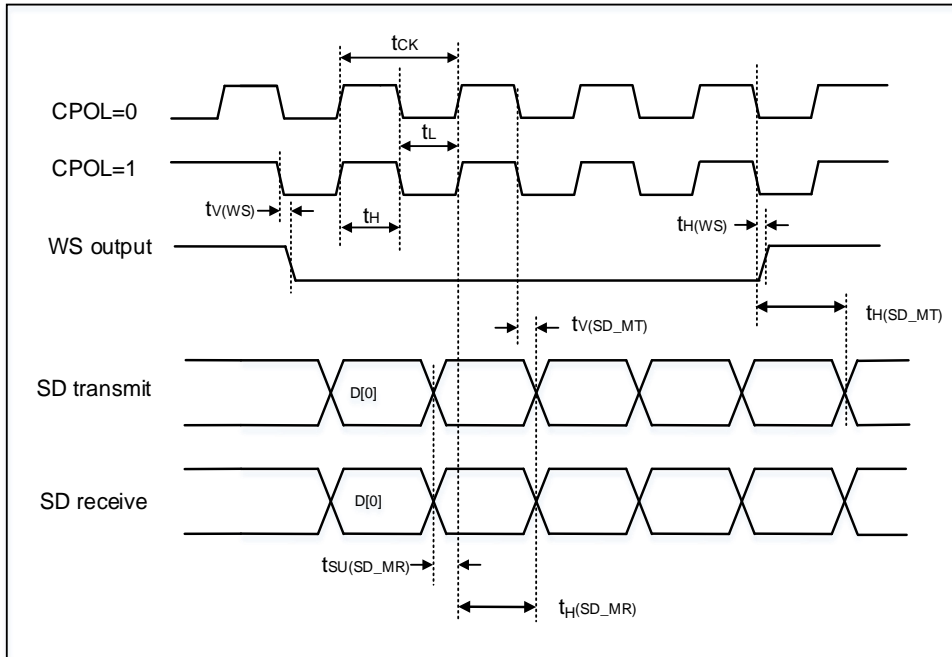 tCK
CPOL=0
tL
CPOL=1
tV(WS)
tH
tH(WS)
WS output
tV(SD_MT)
tH(SD_MT)
SD transmit
D[0]
SD receive
D[0]
tSU(SD_MR)
tH(SD_MR)